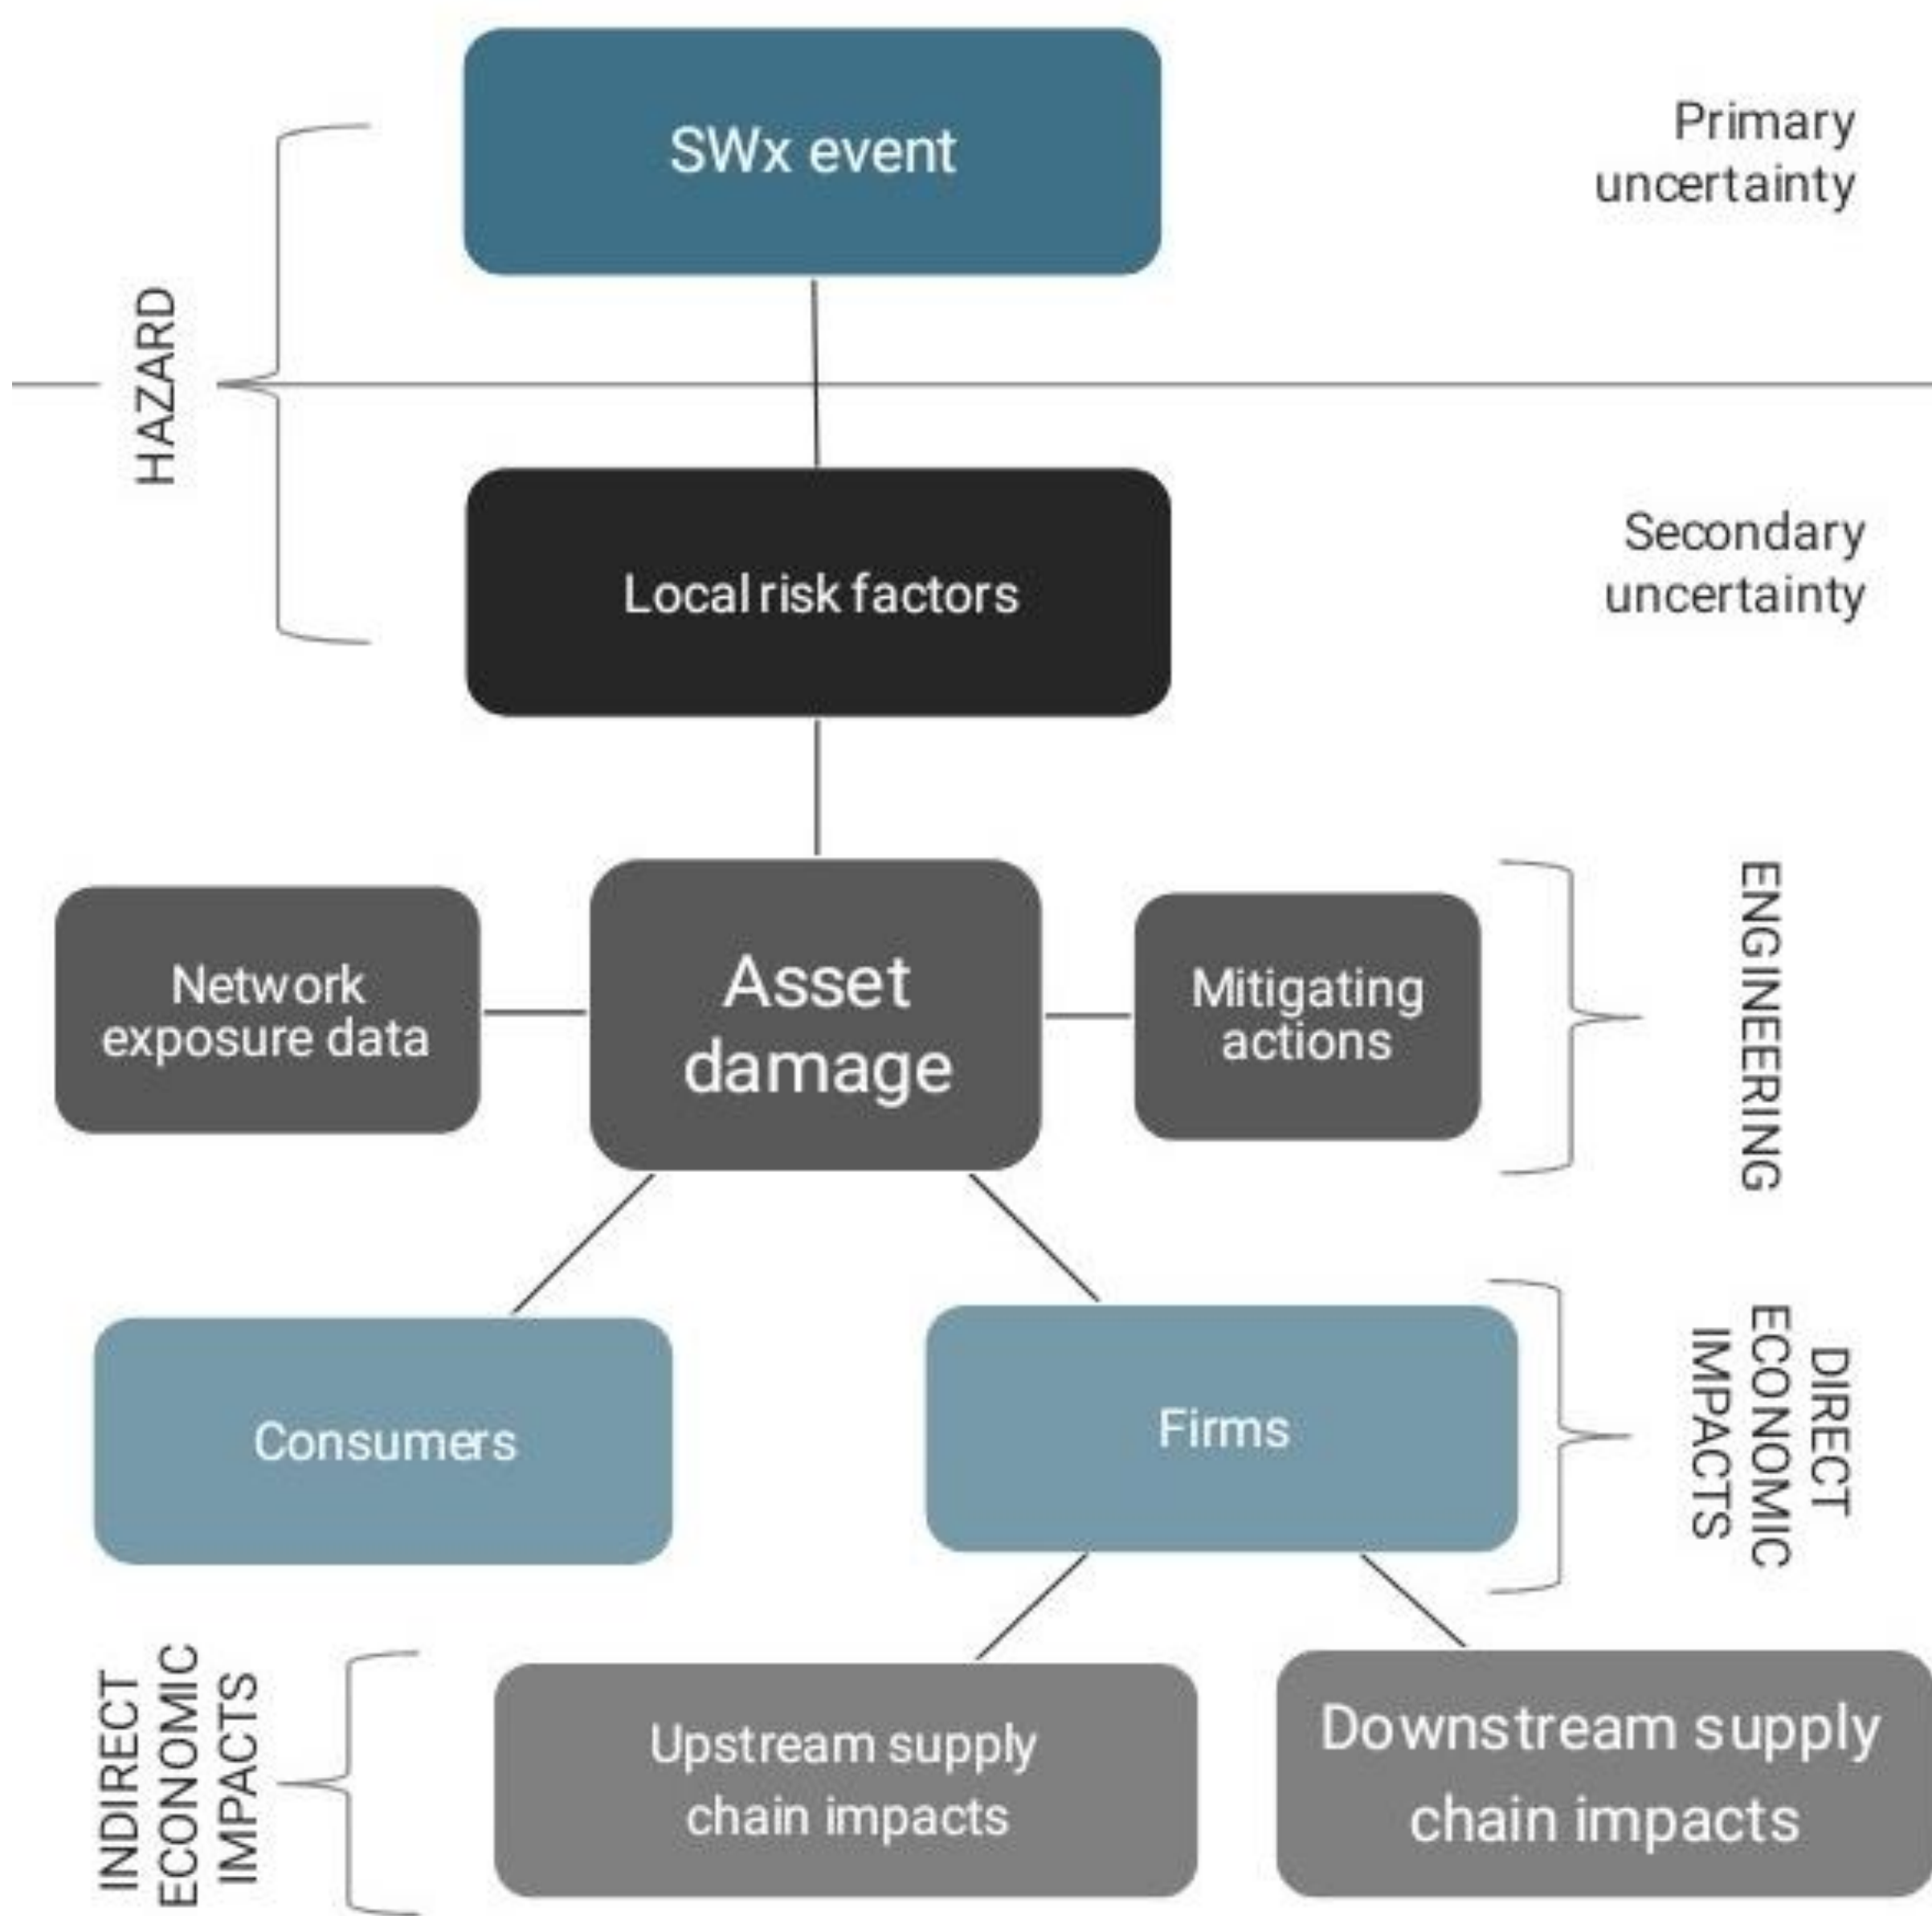 SWx event
Primary
uncertainty
HAZARD
Local risk factors
Secondary
uncertainty
Network
exposure data
Asset
damage
Mitigating
actions
ENGINEERING
Consumers
Firms
DIRECT
ECONOMIC
IMPACTS
INDIRECT
ECONOMIC
IMPACTS
Upstream supply
chain impacts
Downstream supply
chain impacts